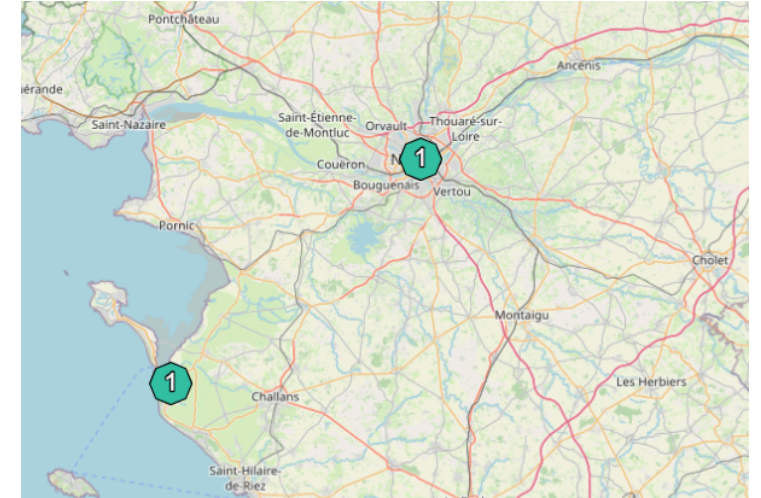 Pontchâteau
Ancenis
érande
Saint-Nazaire
Saint-Étienne-
de-Montluc
Orvault
Thouaré-sur-
Loire
Couëron
N
1
Bouguenais
Vertou
Pornic
Cholet
Montaigu
1
Challans
Les Herbiers
Saint-Hilaire-
de-Riez